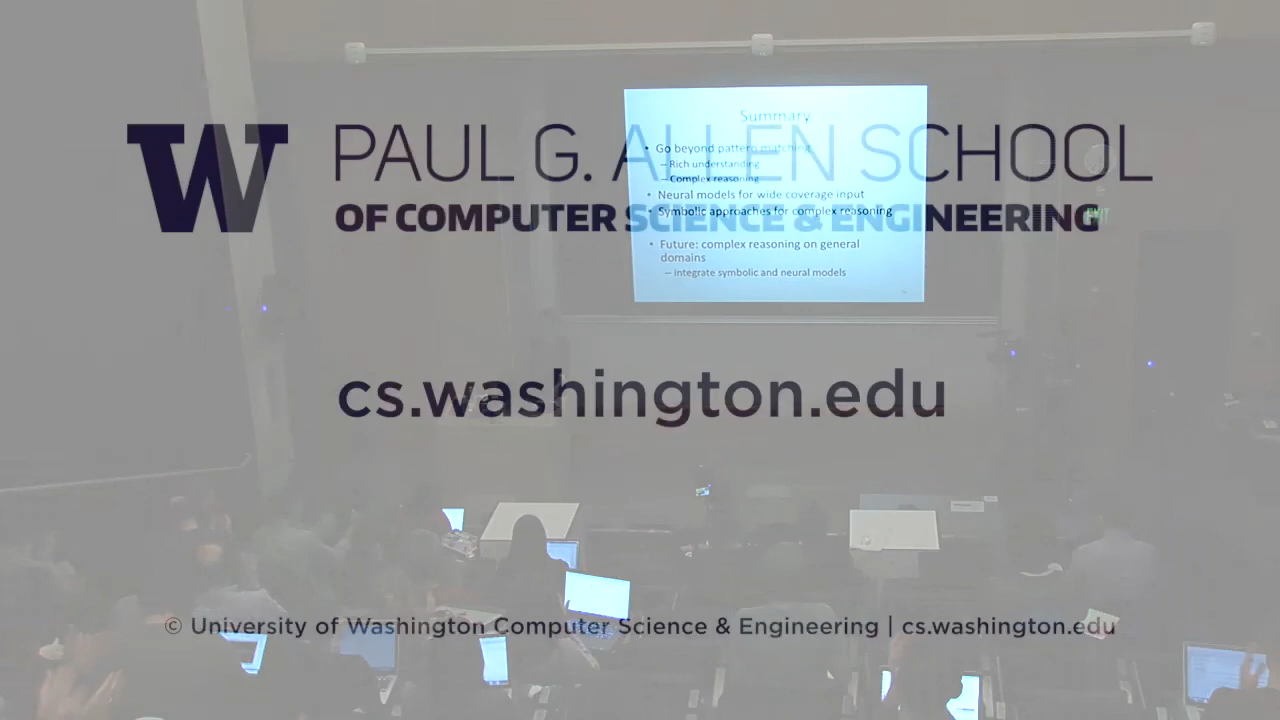 Summary
• Go beyond pattern matching
– Rich understanding
– Complex reasoning
• Neural models for wide coverage input
• Symbolic approaches for complex reasoning
• Future: complex reasoning on general
domains
– integrate symbolic and neural models
W PAUL G. ALLEN SCHOOL
OF COMPUTER SCIENCE & ENGINEERING
EXIT
cs.washington.edu
© University of Washington Computer Science & Engineering | cs.washington.edu